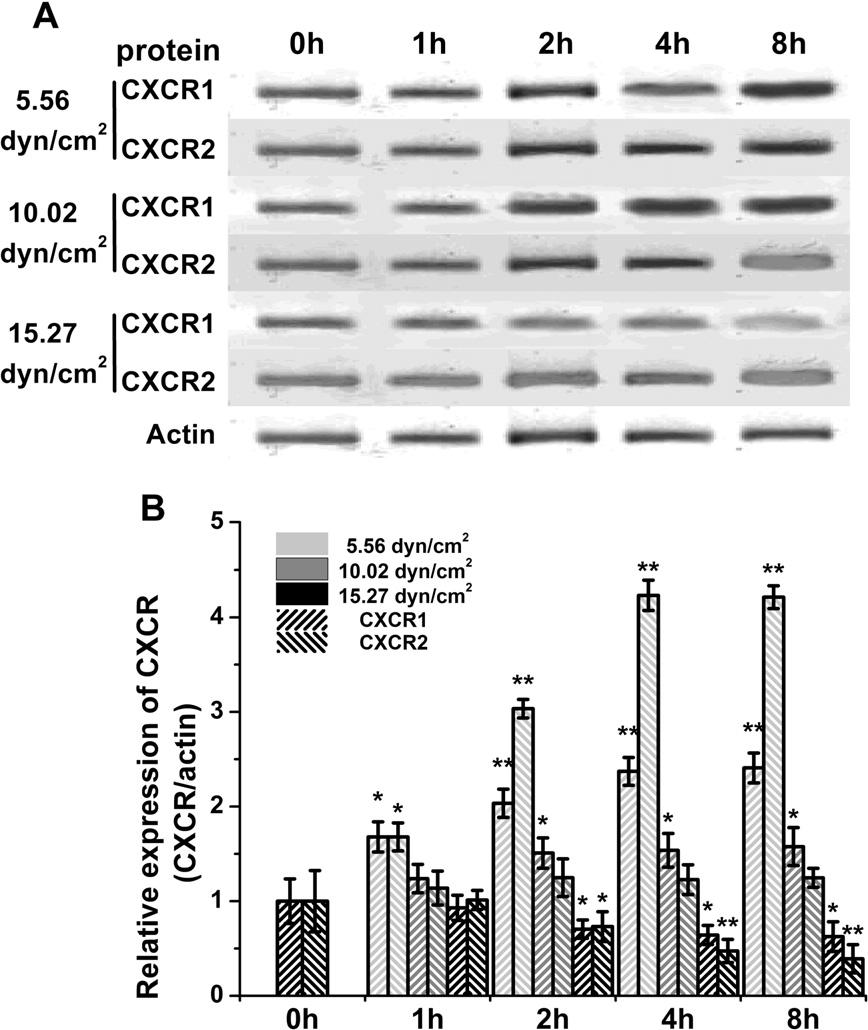 A
protein 0h 1h 2h 4h 8h
5.56 dyn/cm² CXCR1
CXCR2
10.02 dyn/cm² CXCR1
CXCR2
15.27 dyn/cm² CXCR1
CXCR2
Actin
B
Relative expression of CXCR
(CXCR/actin)
5
4
3
2
1
0
5.56 dyn/cm²
10.02 dyn/cm²
15.27 dyn/cm²
CXCR1
CXCR2
* * ** ** * * * ** ** * * ** ** ** * * **
0h 1h 2h 4h 8h